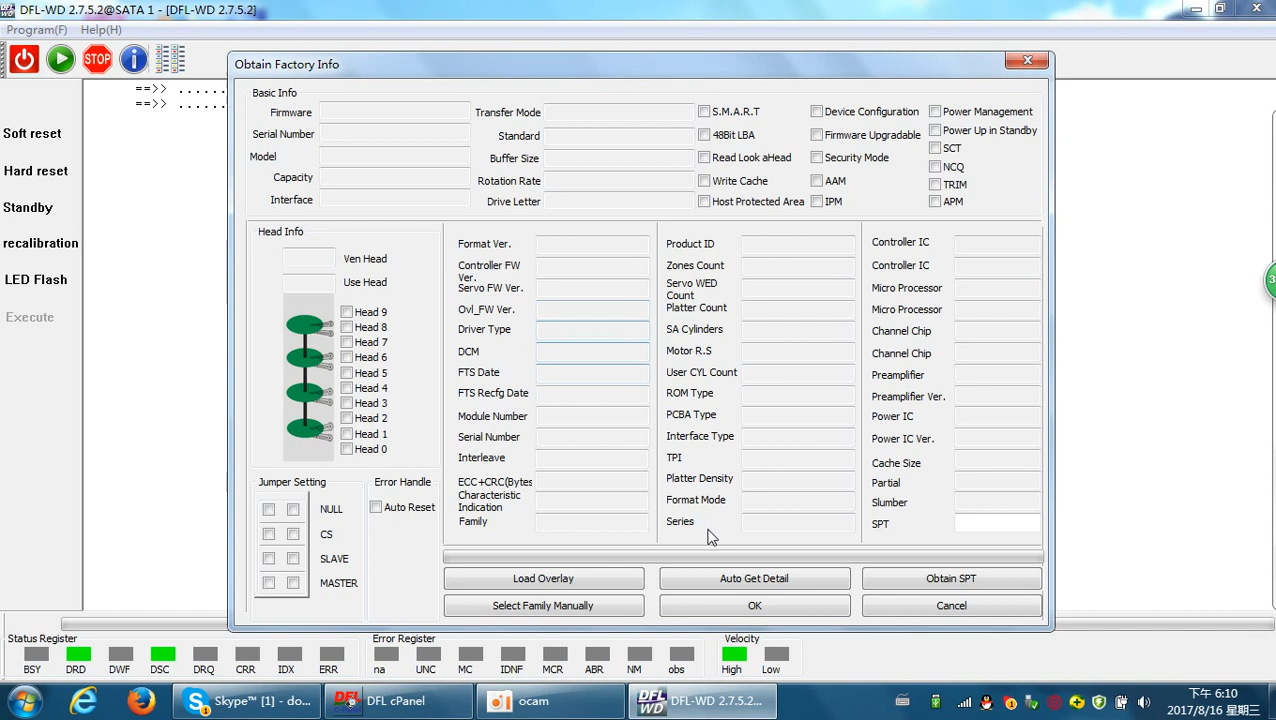 DFL-WD 2.7.5.2@SATA 1 - [DFL-WD 2.7.5.2]
Program(F) Help(H)
STOP
==>> ......
==>> ......
Soft reset
Hard reset
Standby
recalibration
LED Flash
Execute
Obtain Factory Info
Basic Info
Firmware
Serial Number
Model
Capacity
Interface
Transfer Mode
Standard
Buffer Size
Rotation Rate
Drive Letter
S.M.A.R.T
48Bit LBA
Read Look aHead
Write Cache
Host Protected Area
Device Configuration
Firmware Upgradable
Security Mode
AAM
IPM
Power Management
Power Up in Standby
SCT
NCQ
TRIM
APM
Head Info
Ven Head
Use Head
Head 9
Head 8
Head 7
Head 6
Head 5
Head 4
Head 3
Head 2
Head 1
Head 0
Jumper Setting
NULL
CS
SLAVE
MASTER
Error Handle
Auto Reset
Format Ver.
Controller FW
Ver.
Servo FW Ver.
Ovl_FW Ver.
Driver Type
DCM
FTS Date
FTS Recfg Date
Module Number
Serial Number
Interleave
ECC+CRC(Bytes
Characteristic
Indication
Family
Product ID
Zones Count
Servo WED
Count
Platter Count
SA Cylinders
Motor R.S
User CYL Count
ROM Type
PCBA Type
Interface Type
TPI
Platter Density
Format Mode
Series
Controller IC
Controller IC
Micro Processor
Micro Processor
Channel Chip
Channel Chip
Preamplifier
Preamplifier Ver.
Power IC
Power IC Ver.
Cache Size
Partial
Slumber
SPT
Load Overlay
Auto Get Detail
Obtain SPT
Select Family Manually
OK
Cancel
Status Register
BSY DRD DWF DSC DRQ CRR IDX ERR
Error Register
na UNC MC IDNF MCR ABR NM obs
Velocity
High Low
Skype™ [1] - do...
DFL cPanel
ocam
DFL WD
DFL-WD 2.7.5.2...
下午 6:10
2017/8/16 星期三